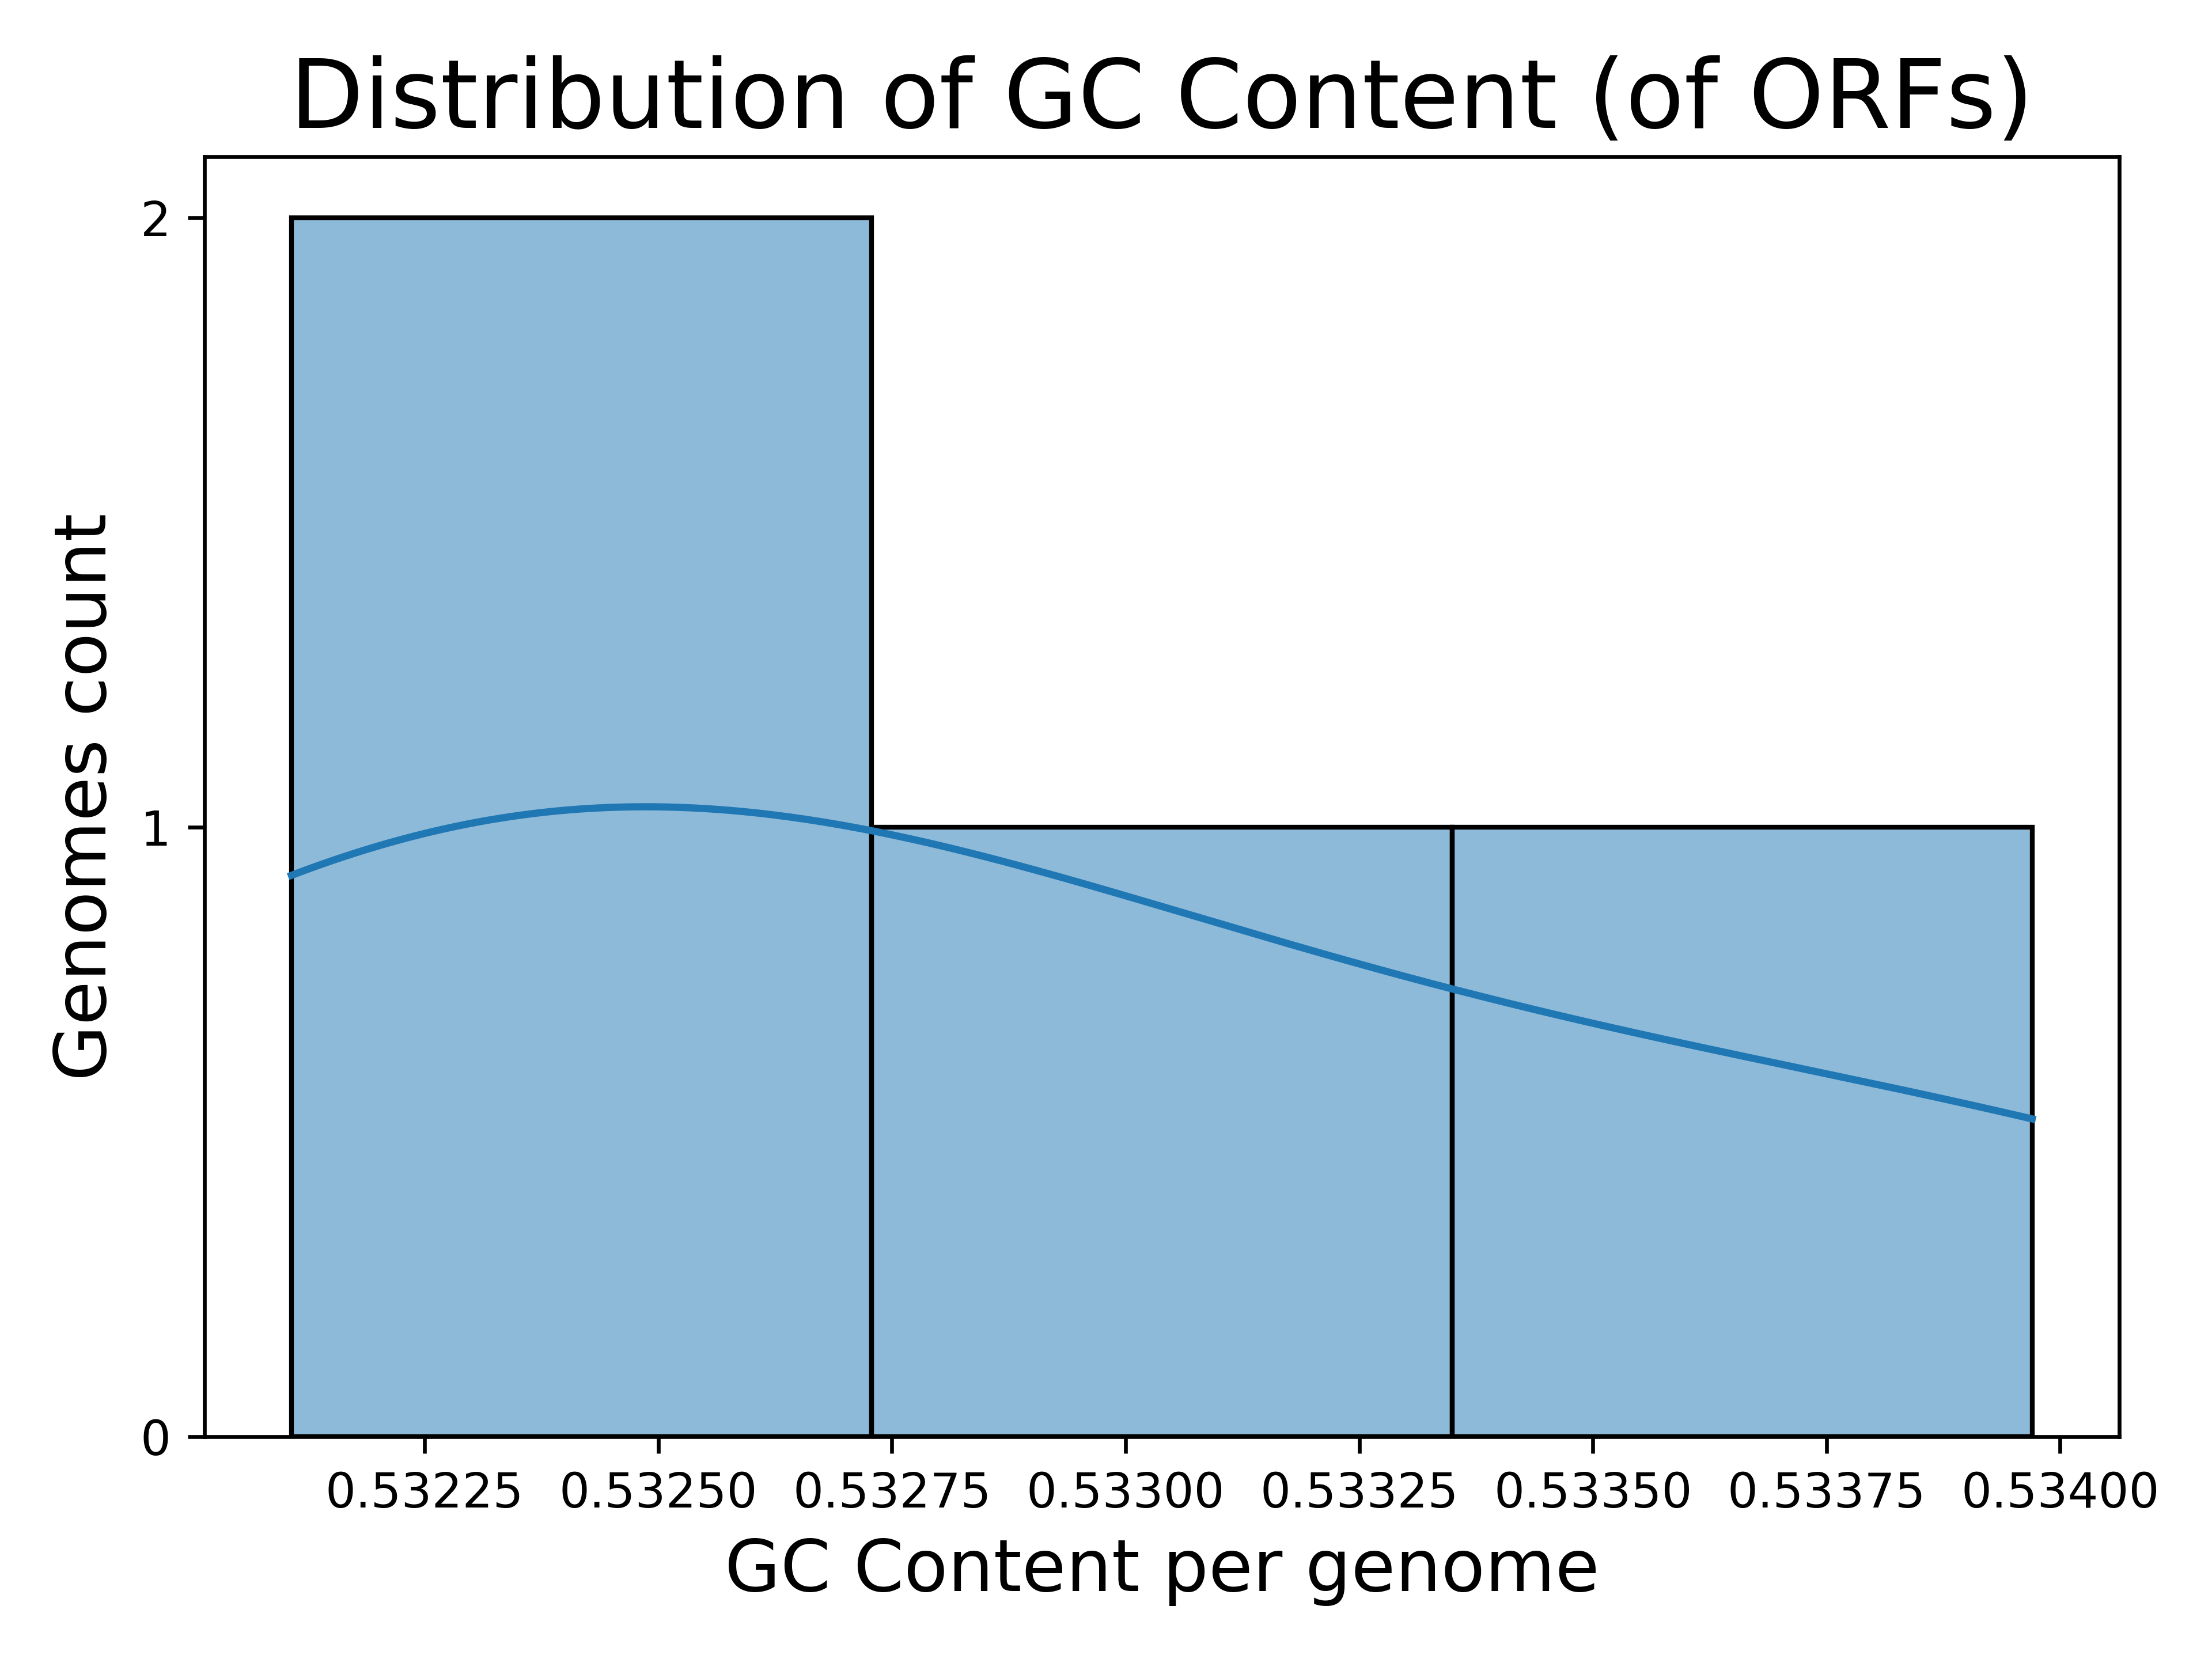 Distribution of GC Content (of ORFs)
Genomes count
2
1
0
0.53225 0.53250 0.53275 0.53300 0.53325 0.53350 0.53375 0.53400
GC Content per genome